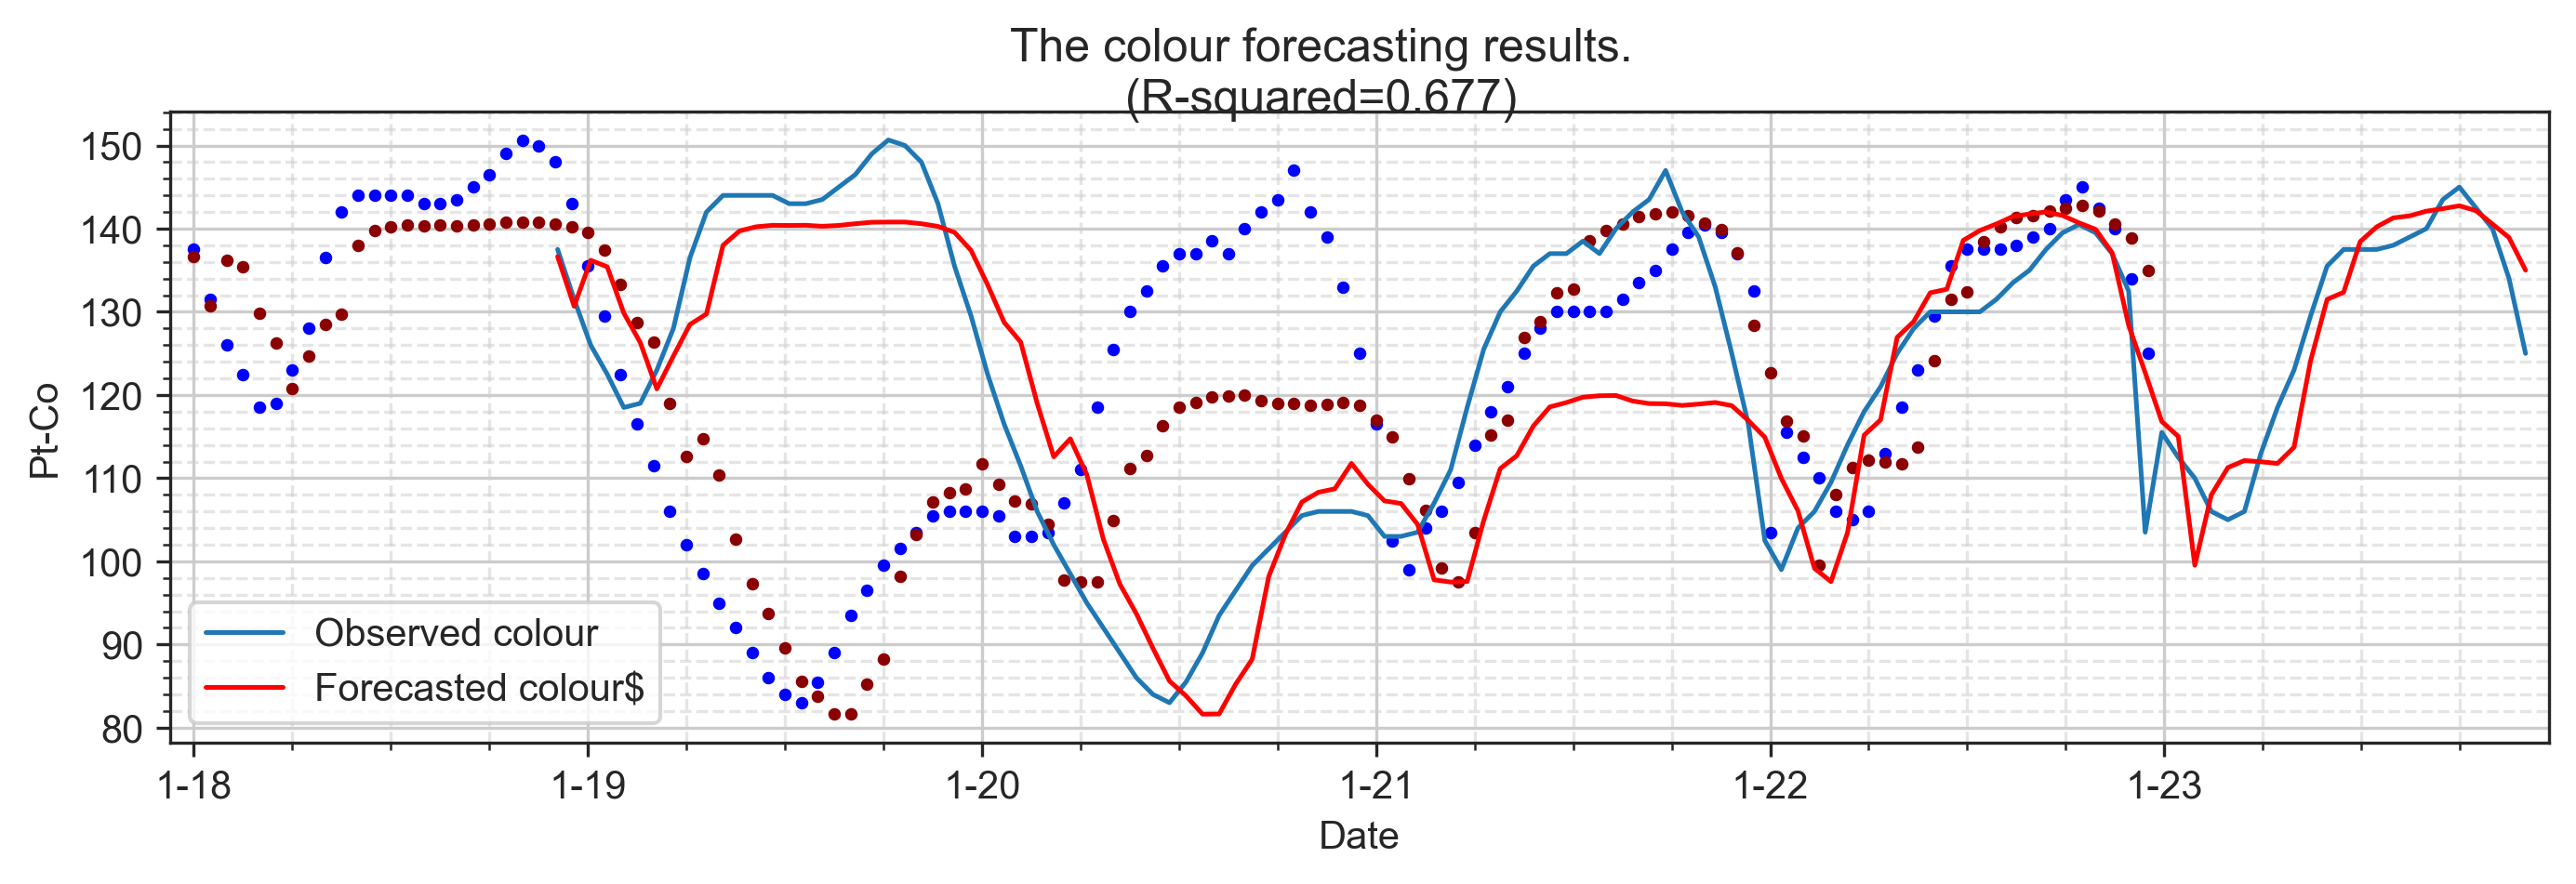 The colour forecasting results.
(R-squared=0.677)
150
140
130
120
110
100
90
80
Pt-Co
Observed colour
Forecasted colour$
1-18
1-19
1-20
1-21
1-22
1-23
Date